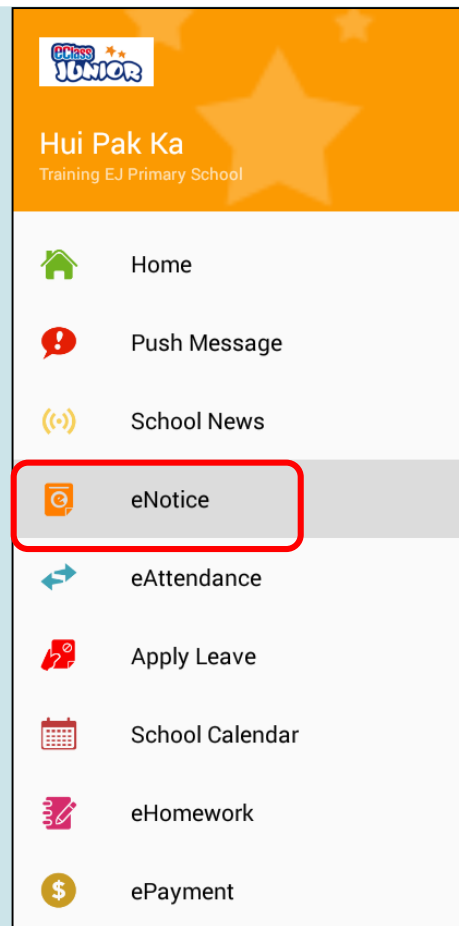 eClass
JUNIOR
Hui Pak Ka
Training EJ Primary School
Home
Push Message
School News
eNotice
eAttendance
Apply Leave
School Calendar
eHomework
ePayment